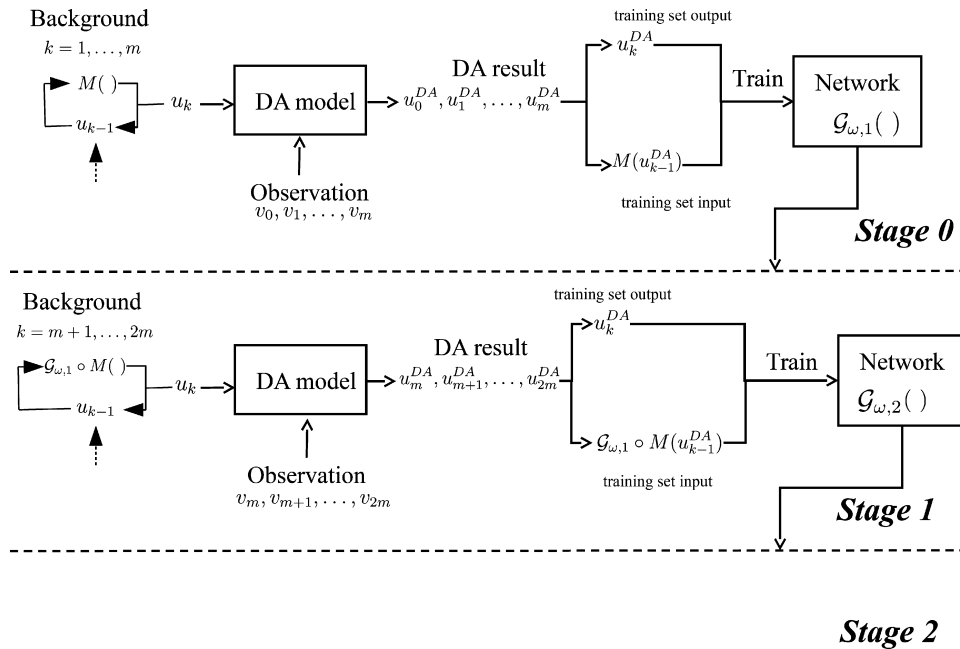 Background
k = 1, . . . , m
M( )
u_{k−1}
u_k
DA model
Observation
v_0, v_1, . . . , v_m
DA result
u_0^{DA}, u_1^{DA}, . . . , u_m^{DA}
training set output
u_k^{DA}
M(u_{k−1}^{DA})
training set input
Train
Network
𝒢_{ω,1}( )
Stage 0
Background
k = m + 1, . . . , 2m
𝒢_{ω,1} ∘ M( )
u_{k−1}
u_k
DA model
Observation
v_m, v_{m+1}, . . . , v_{2m}
DA result
u_m^{DA}, u_{m+1}^{DA}, . . . , u_{2m}^{DA}
training set output
u_k^{DA}
𝒢_{ω,1} ∘ M(u_{k−1}^{DA})
training set input
Train
Network
𝒢_{ω,2}( )
Stage 1
Stage 2